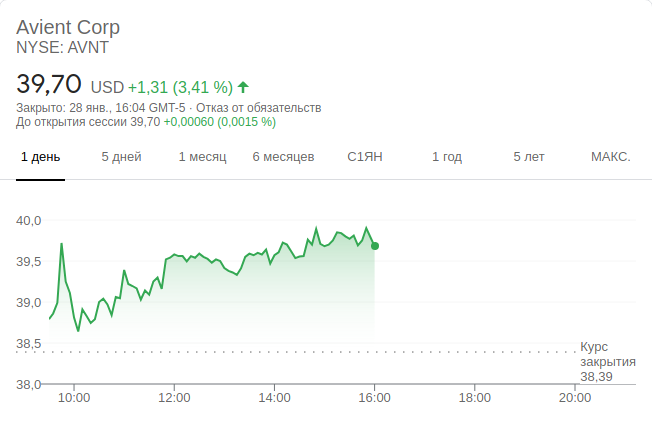 Avient Corp
NYSE: AVNT
39,70 USD +1,31 (3,41 %)
Закрыто: 28 янв., 16:04 GMT-5 · Отказ от обязательств
До открытия сессии 39,70 +0,00060 (0,0015 %)
1 день 5 дней 1 месяц 6 месяцев С1ЯН 1 год 5 лет МАКС.
40,0
39,5
39,0
38,5
Курс
закрытия
38,39
38,0
10:00 12:00 14:00 16:00 18:00 20:00